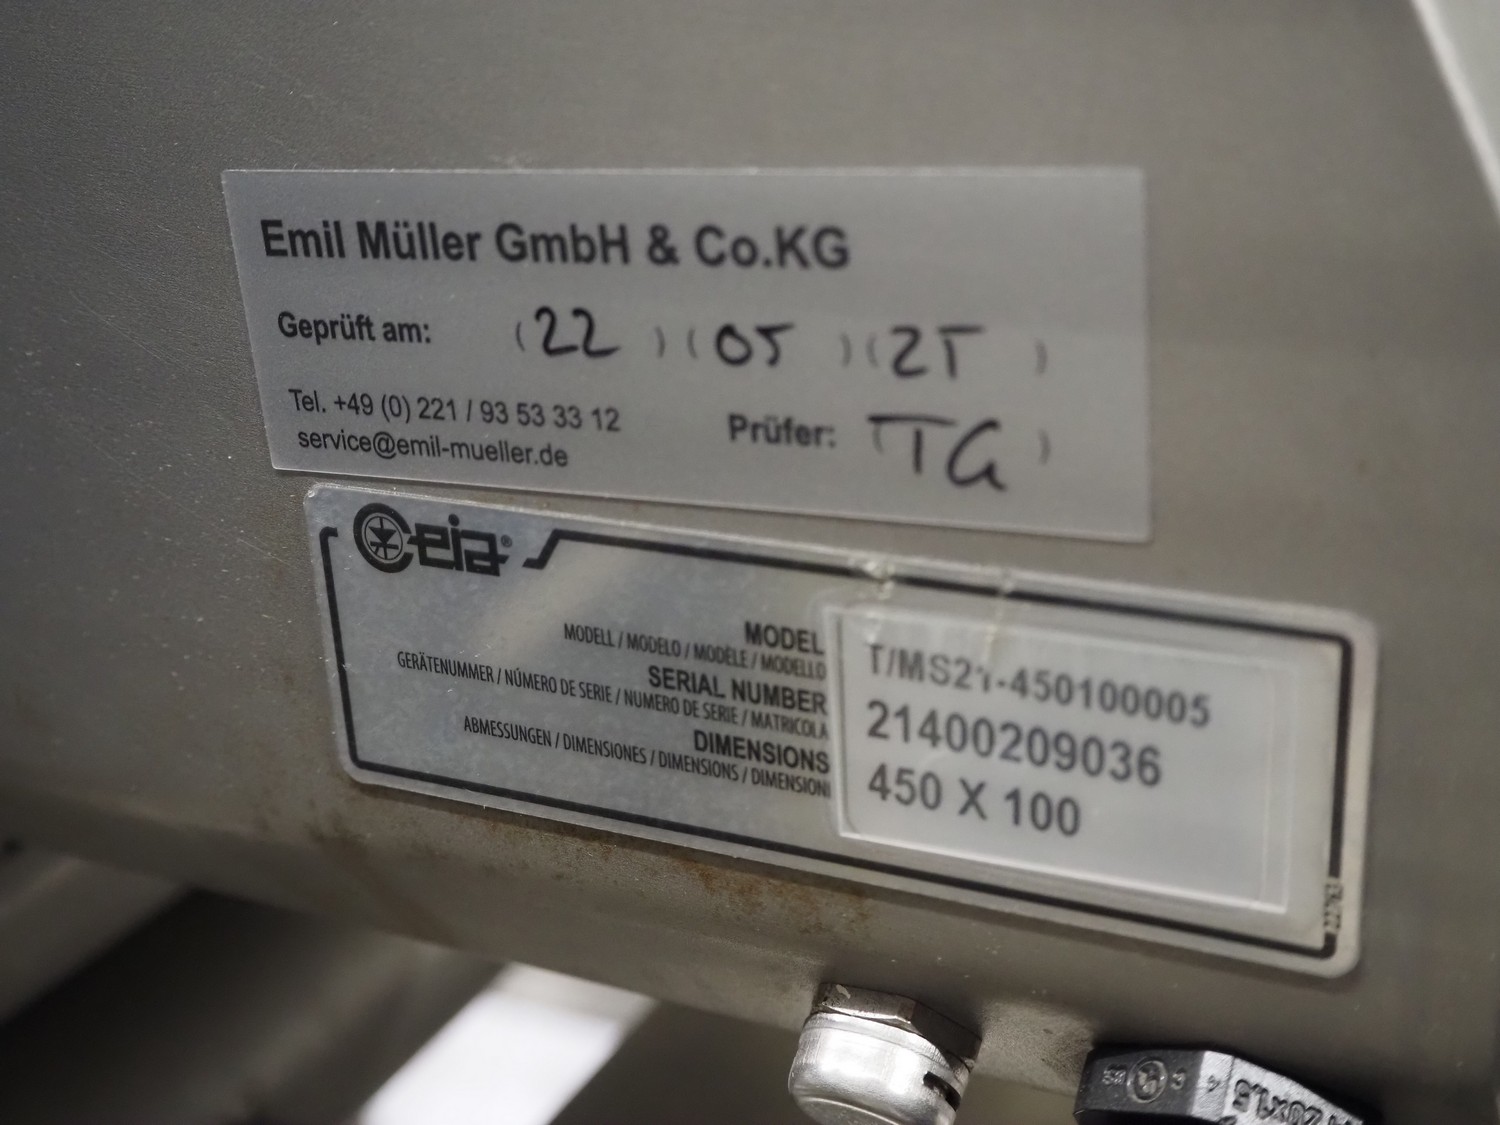 Emil Müller GmbH & Co.KG
Geprüft am: (22) (05) (25)
Tel. +49 (0) 221 / 93 53 33 12
service@emil-mueller.de
Prüfer: (TG)
Ceia®
MODEL T/MS21-450100005
MODELL / MODELO / MODÈLE / MODELLO
SERIAL NUMBER 21400209036
GERÄTENUMMER / NÚMERO DE SERIE / NUMERO DE SERIE / MATRICOLA
DIMENSIONS 450 X 100
ABMESSUNGEN / DIMENSIONES / DIMENSIONS / DIMENSIONI